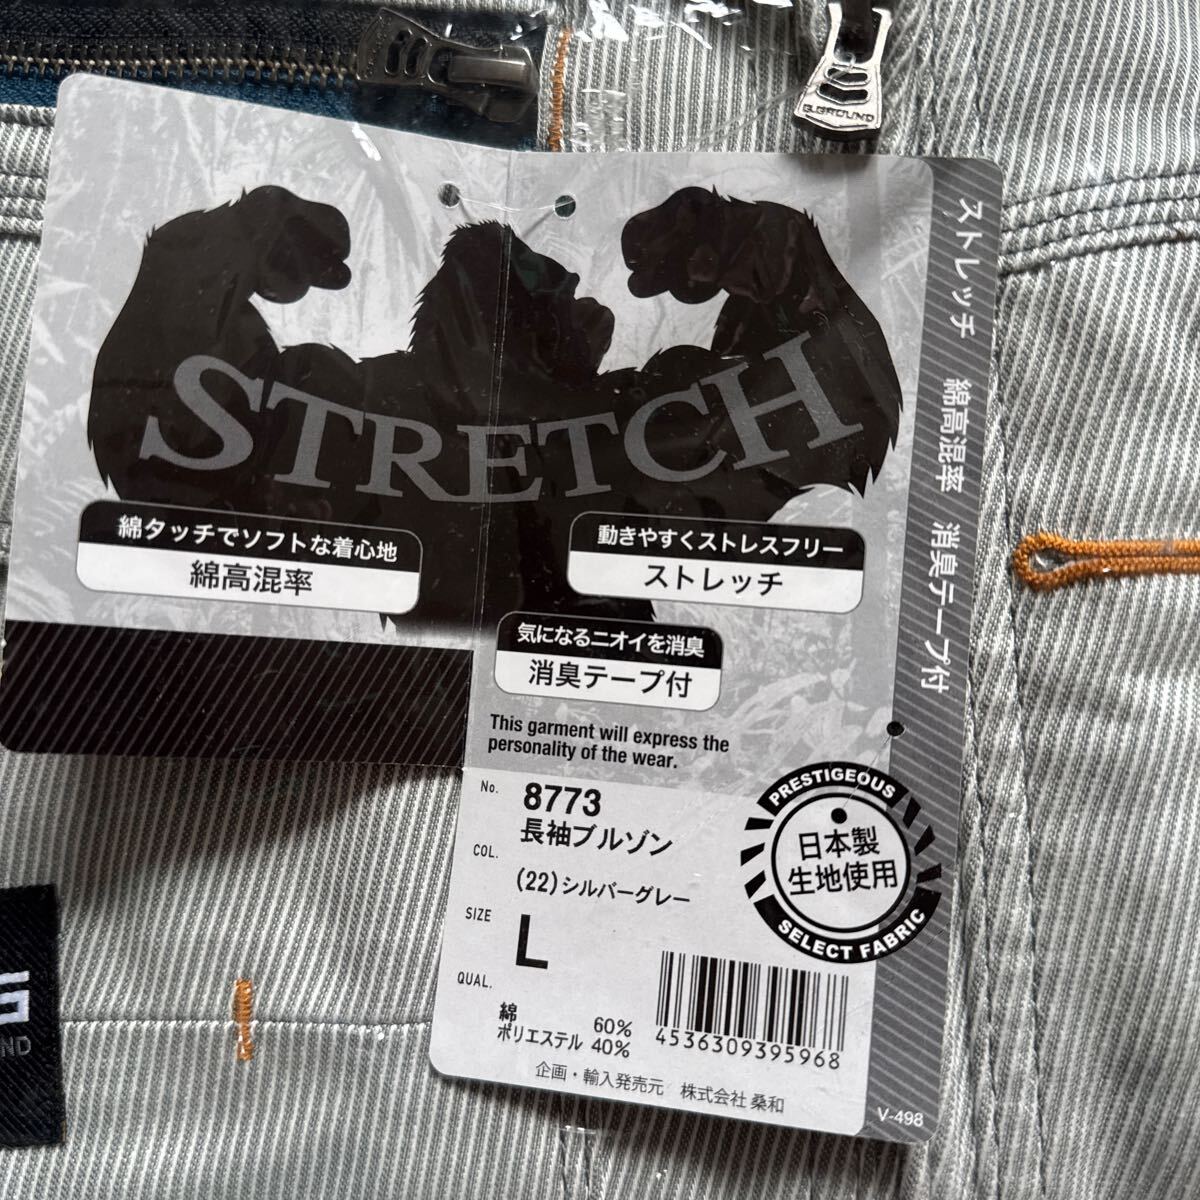 G.GROUND
STRETCH
綿タッチでソフトな着心地
綿高混率
動きやすくストレスフリー
ストレッチ
気になるニオイを消臭
消臭テープ付
This garment will express the
personality of the wear.
ストレッチ 綿高混率 消臭テープ付
No. 8773
長袖ブルゾン
COL.
(22)シルバーグレー
SIZE L
QUAL.
綿 60%
ポリエステル 40%
4536309395968
企画・輸入発売元 株式会社 桑和
PRESTIGEOUS
日本製
生地使用
SELECT FABRIC
V-498